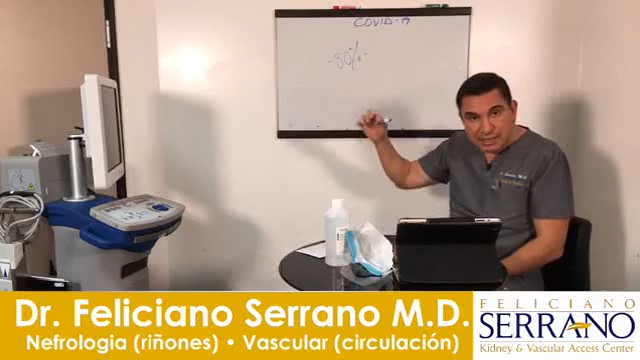 COVID-19
-80%-
Dr. Feliciano Serrano M.D.
Nefrologia (riñones) • Vascular (circulación)
FELICIANO
SERRANO
Kidney & Vascular Access Center